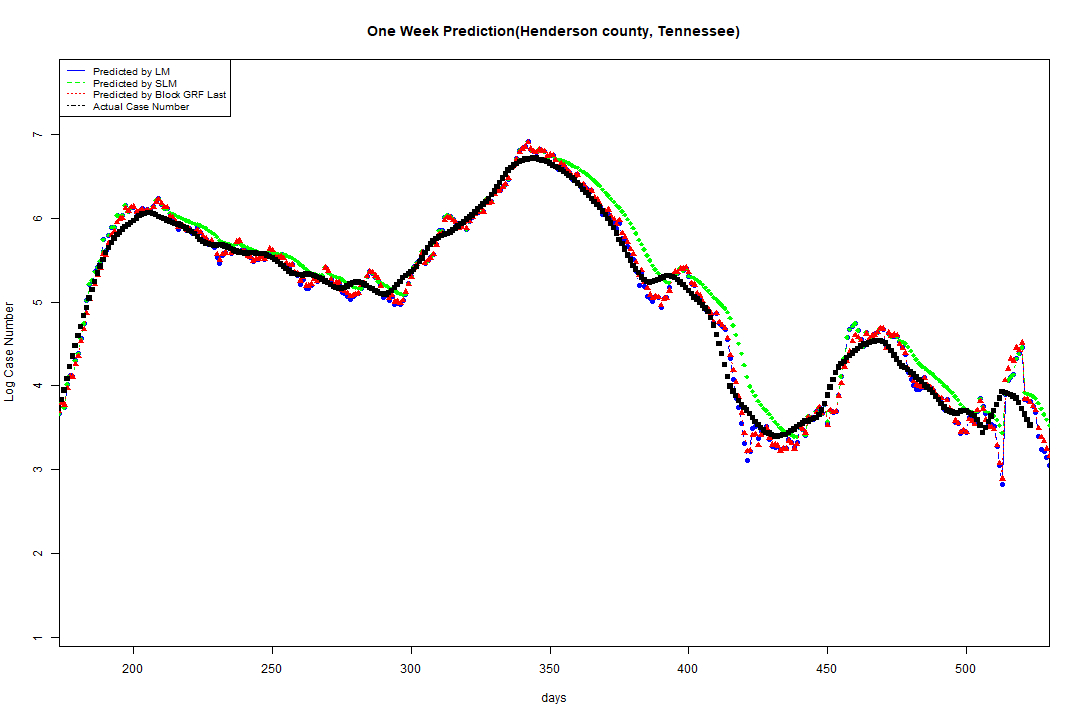 One Week Prediction(Henderson county, Tennessee)
Predicted by LM
Predicted by SLM
Predicted by Block GRF Last
Actual Case Number
7
6
5
4
3
2
1
Log Case Number
200 250 300 350 400 450 500
days